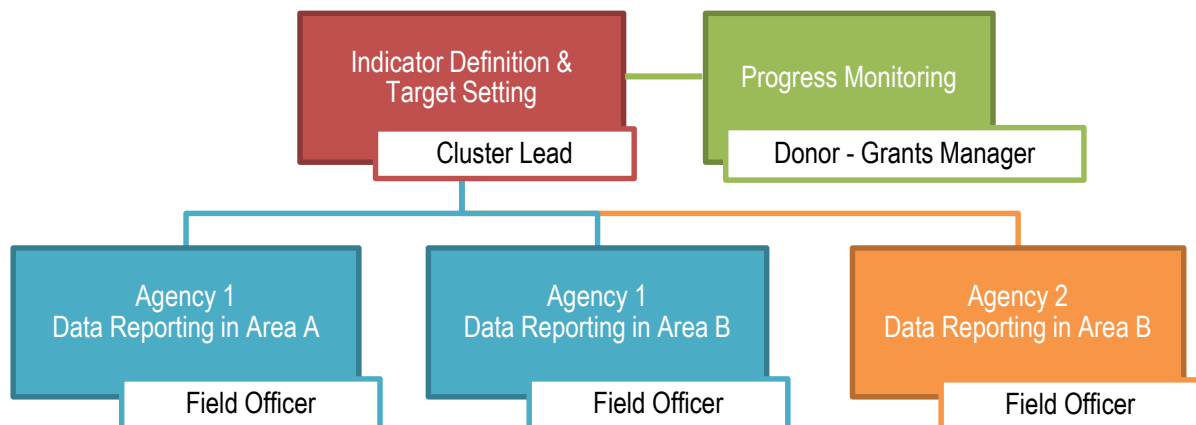 Indicator Definition &
Target Setting
Cluster Lead
Progress Monitoring
Donor - Grants Manager
Agency 1
Data Reporting in Area A
Field Officer
Agency 1
Data Reporting in Area B
Field Officer
Agency 2
Data Reporting in Area B
Field Officer